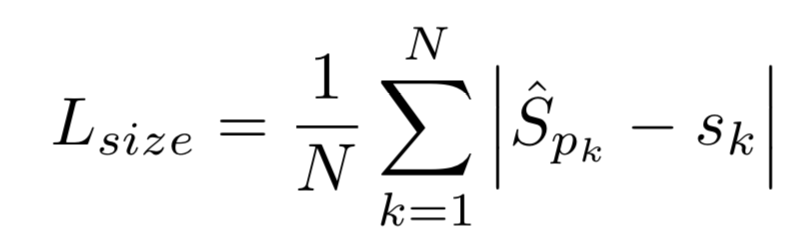 L_{size} = \frac{1}{N} \sum_{k=1}^{N} \left| \hat{S}_{p_k} - s_k \right|